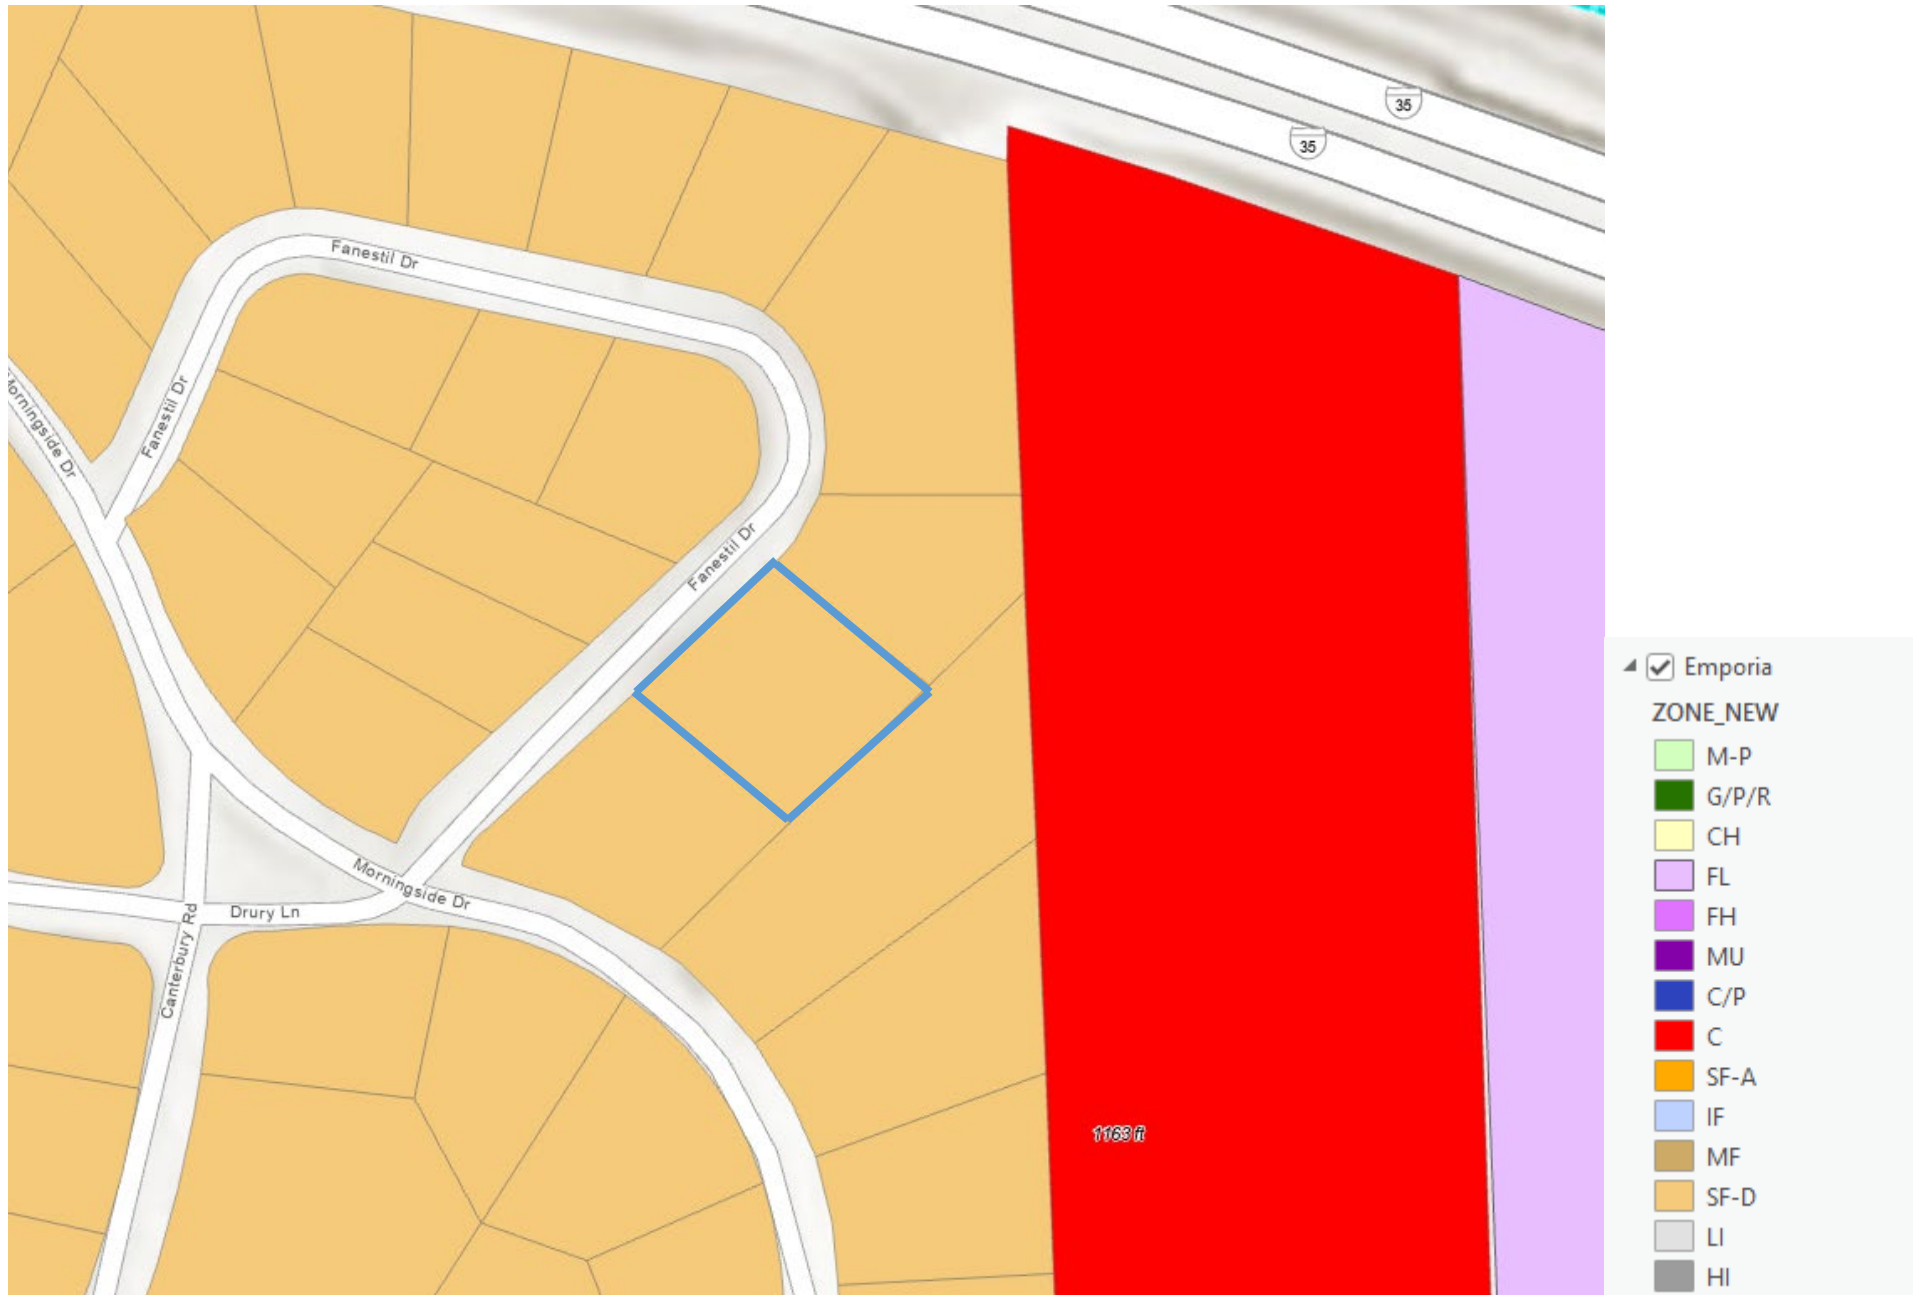 35
35
Fanestil Dr
Fanestil Dr
Morningside Dr
Fanestil Dr
Morningside Dr
Drury Ln
Canterbury Rd
1163 ft
Emporia
ZONE_NEW
M-P
G/P/R
CH
FL
FH
MU
C/P
C
SF-A
IF
MF
SF-D
LI
HI